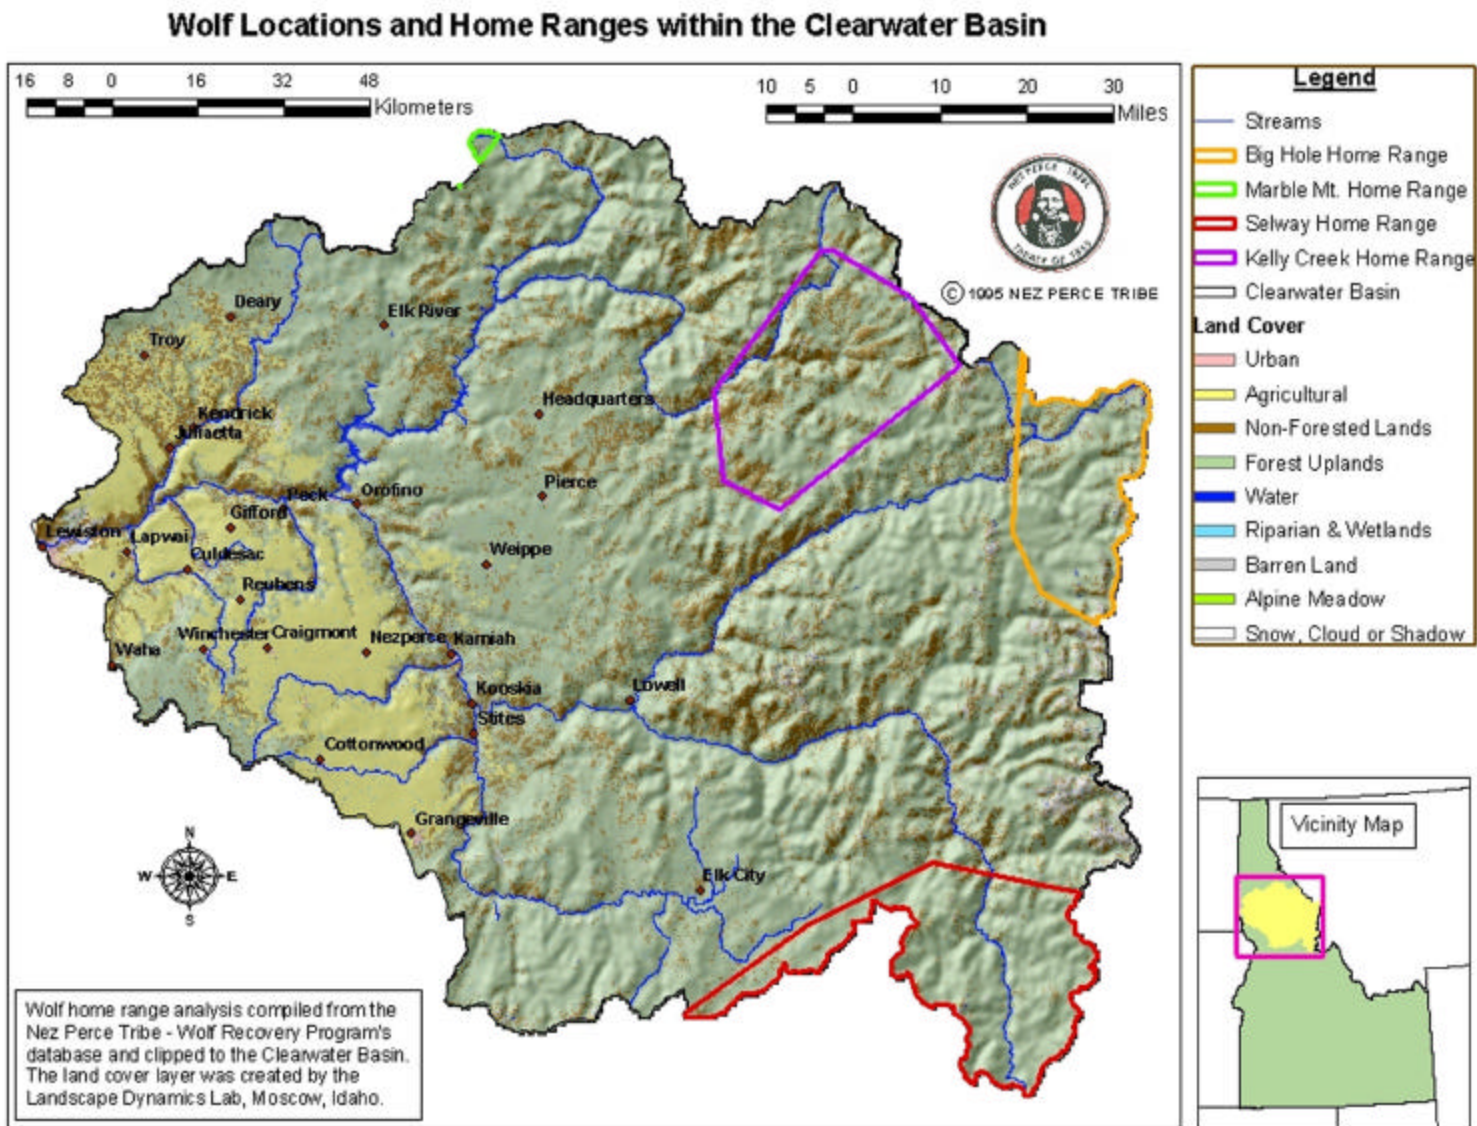 Wolf Locations and Home Ranges within the Clearwater Basin
16 8 0 16 32 48
Kilometers
10 5 0 10 20 30
Miles
NEZ PERCE TRIBE
TREATY OF 1855
© 1995 NEZ PERCE TRIBE
Deary
Elk River
Troy
Kendrick
Juliaetta
Headquarters
Peck
Orofino
Pierce
Gifford
Lewiston
Lapwai
Culdesac
Weippe
Reubens
Winchester
Craigmont
Nezperce
Kamiah
Waha
Kooskia
Lowell
Stites
Cottonwood
Grangeville
Elk City
N
W E
S
Wolf home range analysis compiled from the
Nez Perce Tribe - Wolf Recovery Program's
database and clipped to the Clearwater Basin.
The land cover layer was created by the
Landscape Dynamics Lab, Moscow, Idaho.
Legend
Streams
Big Hole Home Range
Marble Mt. Home Range
Selway Home Range
Kelly Creek Home Range
Clearwater Basin
Land Cover
Urban
Agricultural
Non-Forested Lands
Forest Uplands
Water
Riparian & Wetlands
Barren Land
Alpine Meadow
Snow, Cloud or Shadow
Vicinity Map